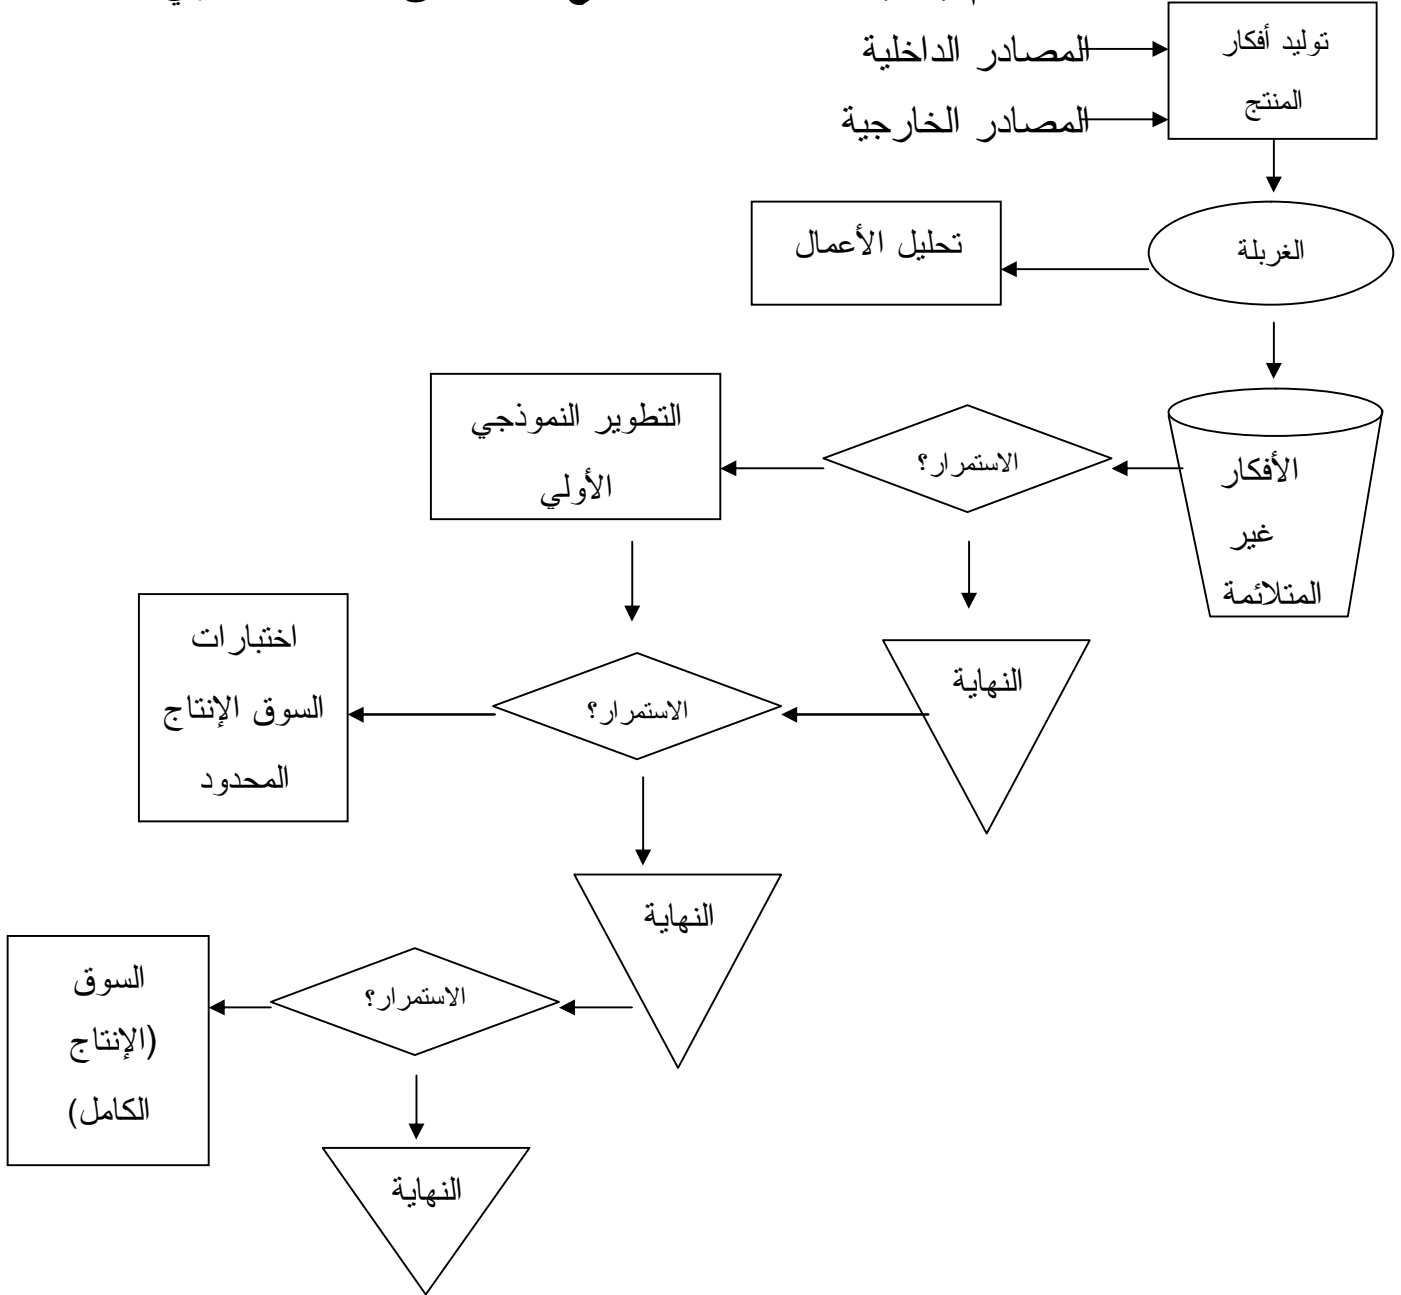 توليد أفكار
المنتج
المصادر الداخلية
المصادر الخارجية
الغربلة
تحليل الأعمال
الأفكار
غير
المتلائمة
الاستمرار؟
التطوير النموذجي
الأولي
النهاية
الاستمرار؟
اختبارات
السوق الإنتاج
المحدود
النهاية
الاستمرار؟
السوق
(الإنتاج
الكامل)
النهاية